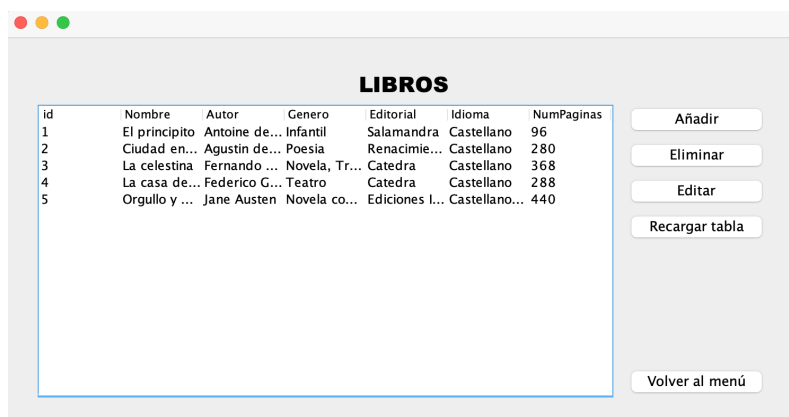 LIBROS
id Nombre Autor Genero Editorial Idioma NumPaginas
1 El principito Antoine de... Infantil Salamandra Castellano 96
2 Ciudad en... Agustin de... Poesia Renacimie... Castellano 280
3 La celestina Fernando ... Novela, Tr... Catedra Castellano 368
4 La casa de... Federico G... Teatro Catedra Castellano 288
5 Orgullo y ... Jane Austen Novela co... Ediciones I... Castellano... 440
Añadir
Eliminar
Editar
Recargar tabla
Volver al menú